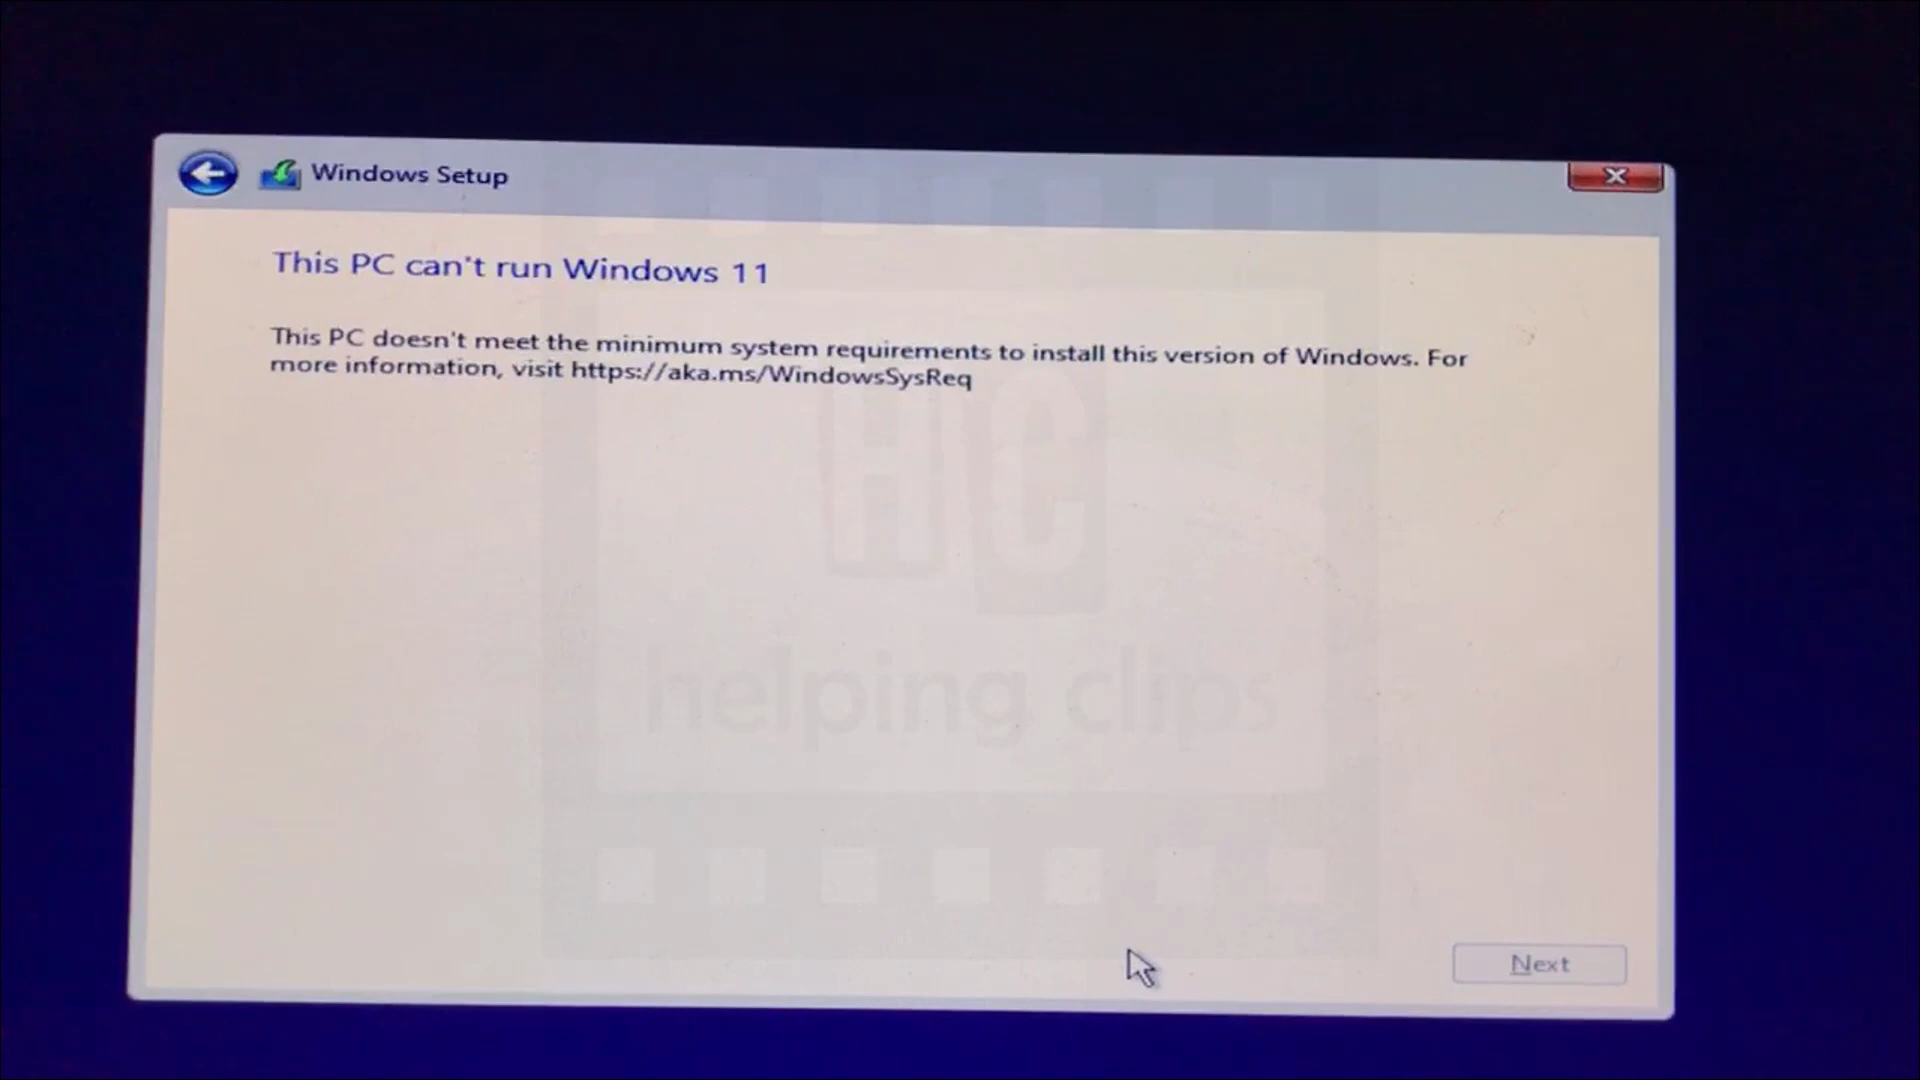 Windows Setup
This PC can't run Windows 11
This PC doesn't meet the minimum system requirements to install this version of Windows. For
more information, visit https://aka.ms/WindowsSysReq
HC
helping clips
Next